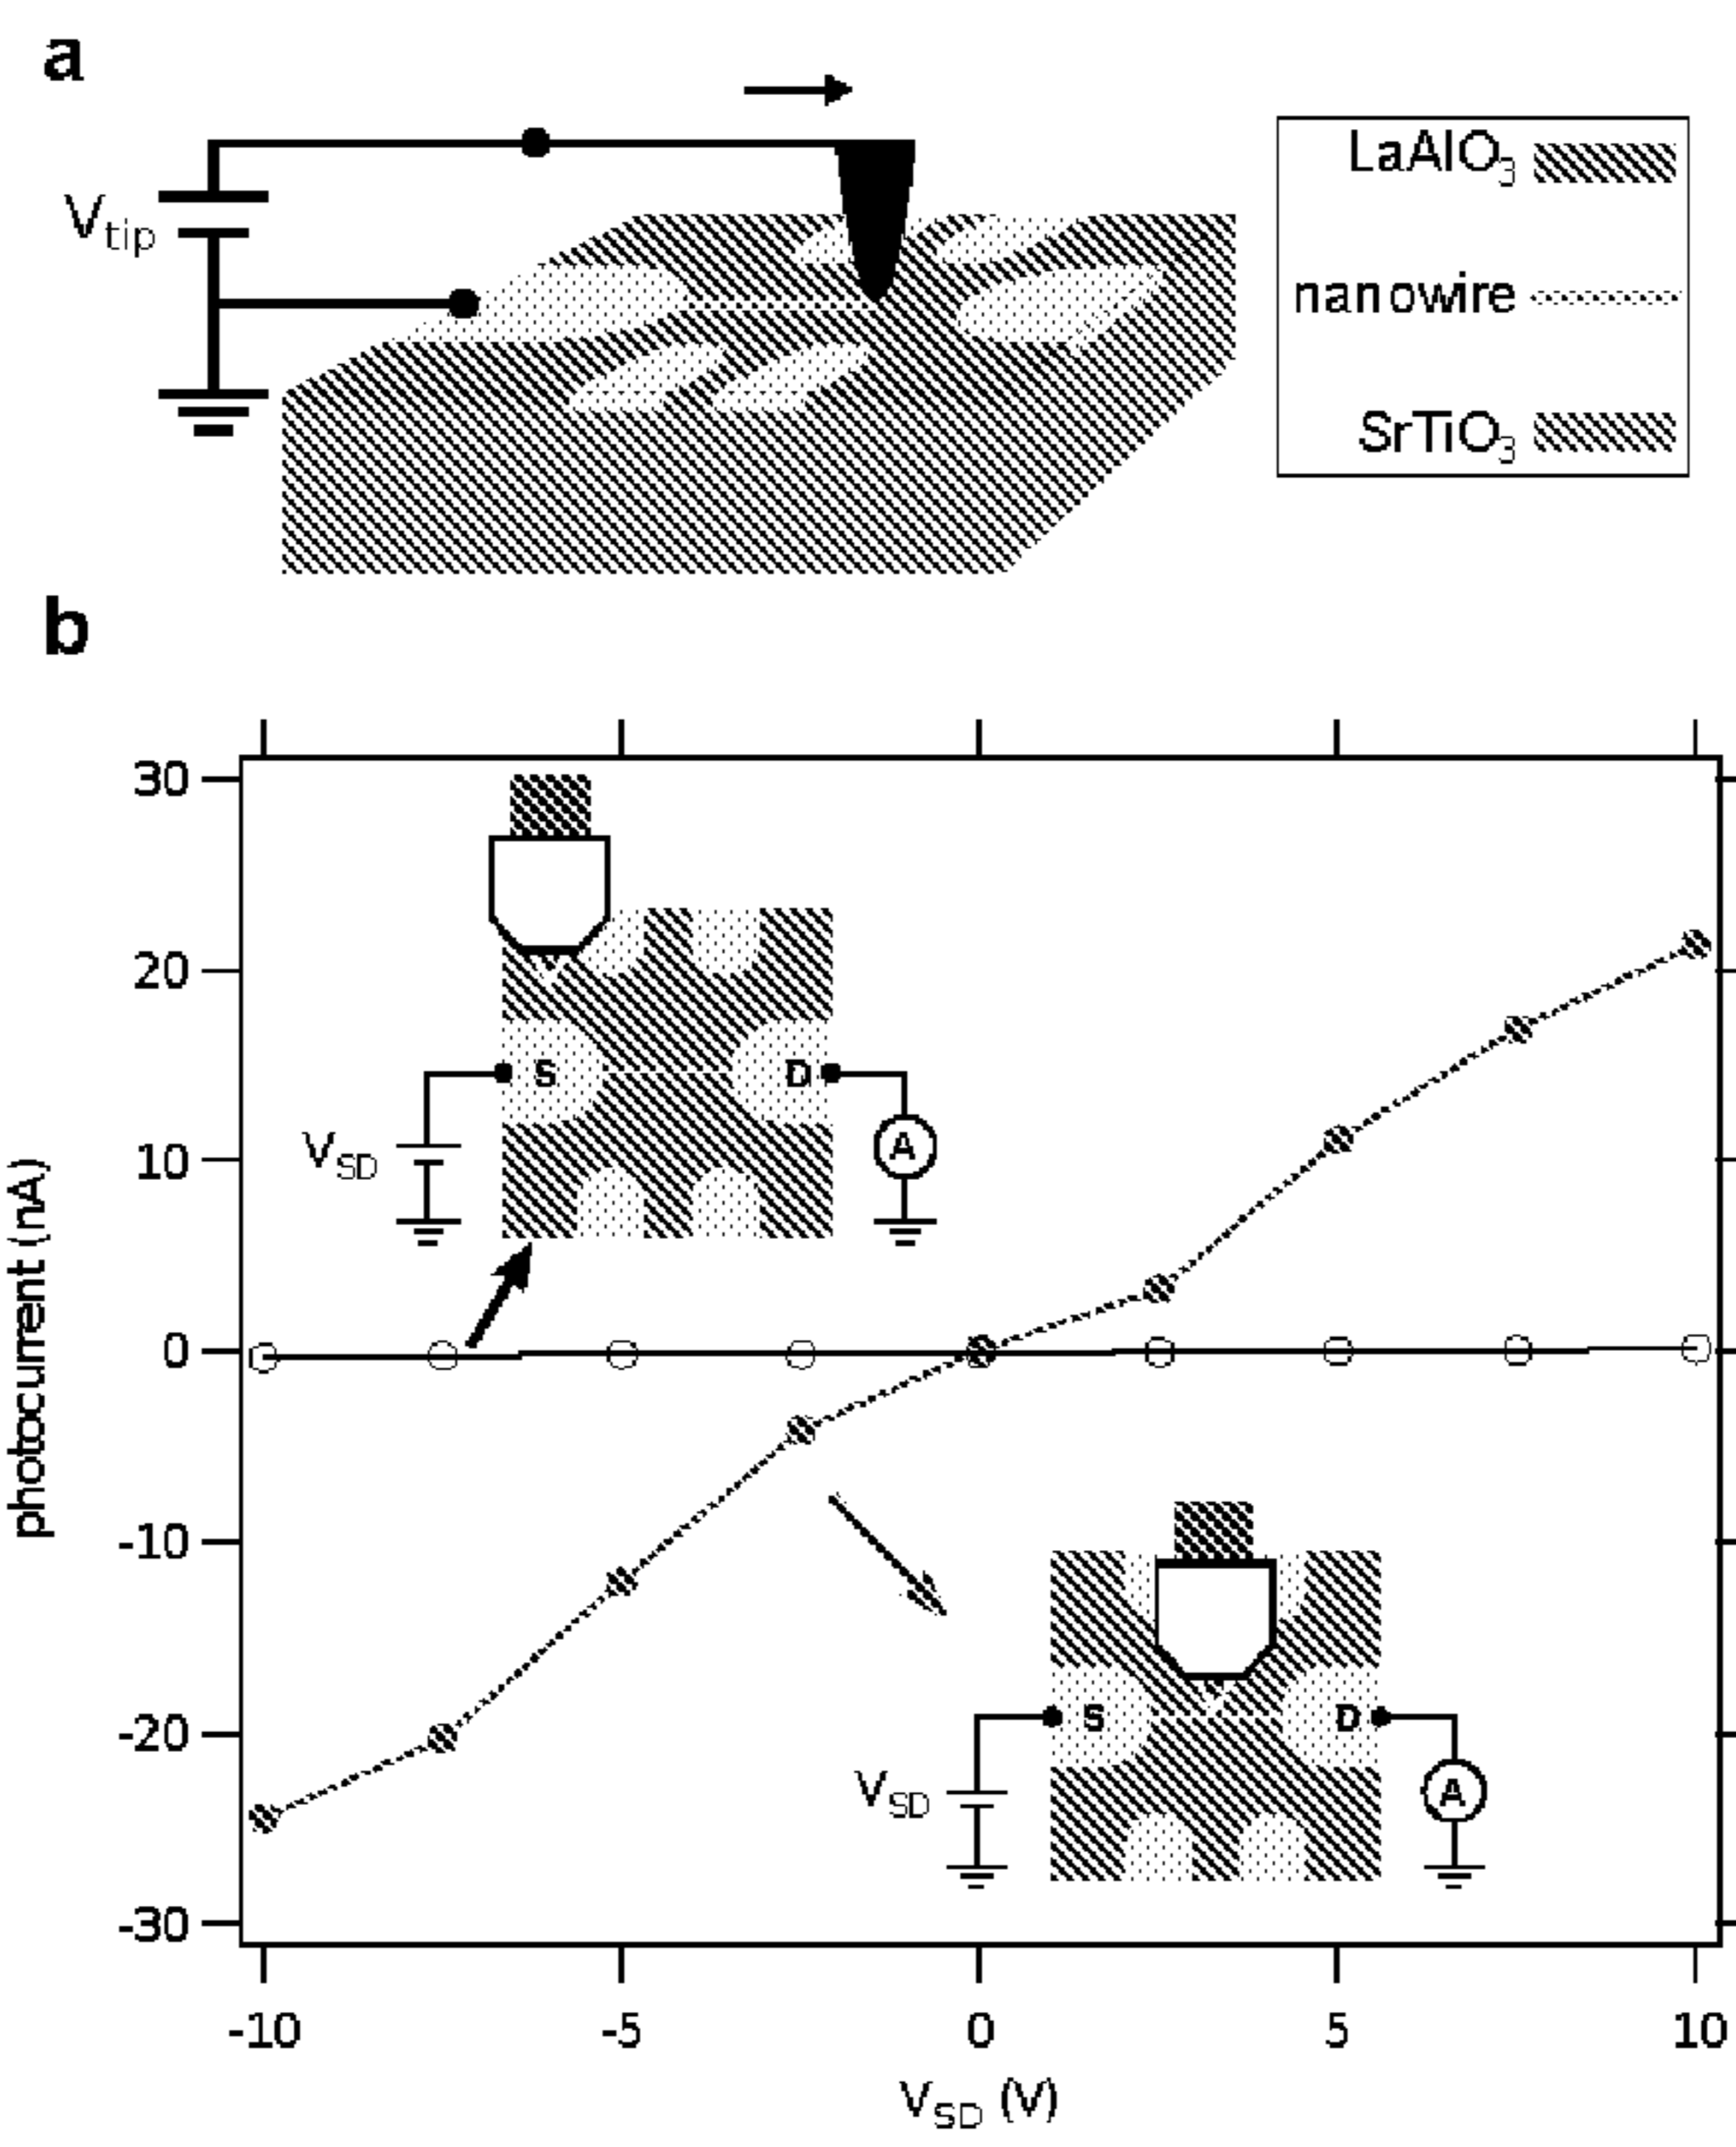 a
V_tip
LaAlO₃
nanowire
SrTiO₃
b
photocurrent (nA)
30
20
10
0
-10
-20
-30
S
D
V_SD
A
S
D
V_SD
A
-10
-5
0
5
10
V_SD (V)